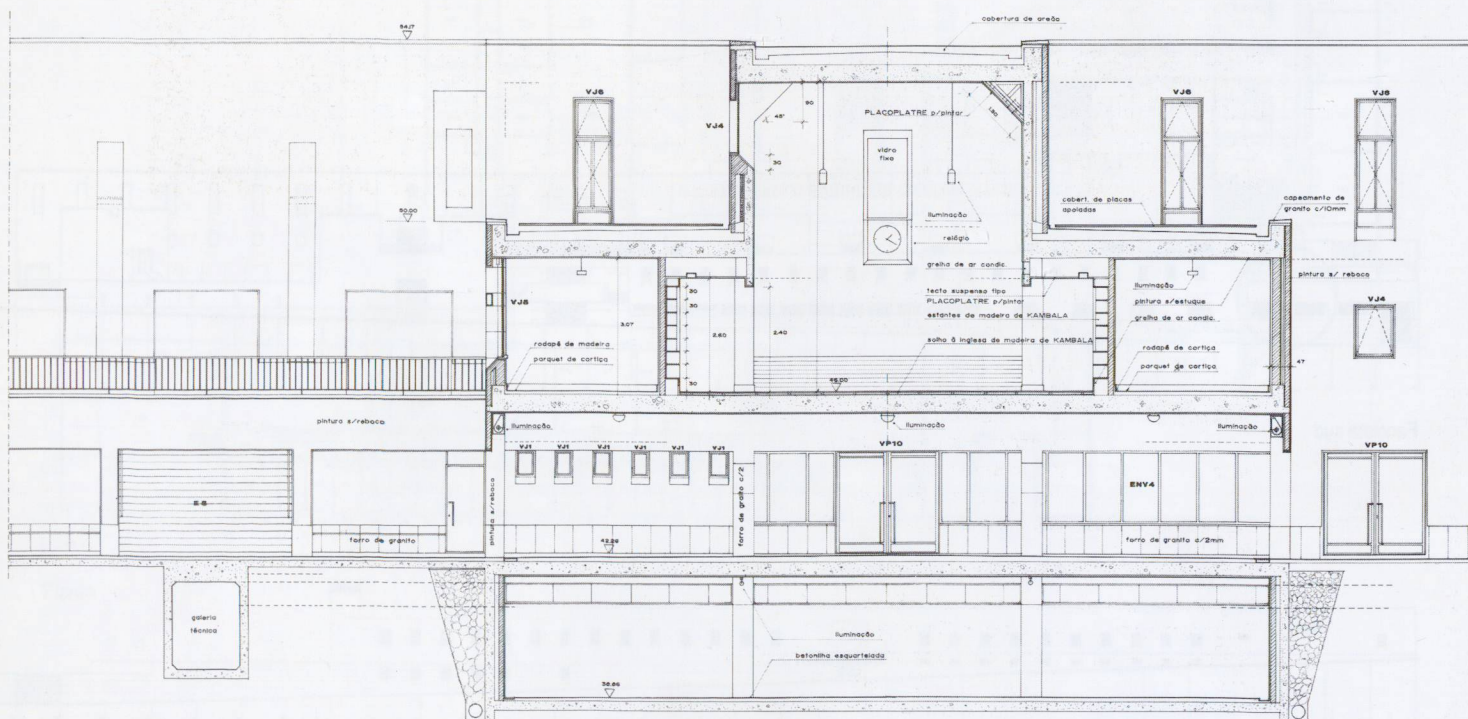 cobertura de areão
54.17
VJ6
VJ6
VJ6
VJ4
45°
90
PLACOPLATRE p/pintar
1.50
30
vidro
fixo
50.00
iluminação
cobert. de placas
apoiadas
capeamento de
granito c/10mm
relógio
grelha de ar condic.
pintura s/ reboco
tecto suspenso tipo
PLACOPLATRE p/pintar
iluminação
pintura s/estuque
VJ5
30
30
VJ4
estantes de madeira de KAMBALA
grelha de ar condic.
3.07
2.60
2.40
rodapé de madeira
solho à inglesa de madeira de KAMBALA
rodapé de cortiça
parquet de cortiça
parquet de cortiça
47
30
46.00
pintura s/reboco
iluminação
iluminação
iluminação
VJ1
VJ1
VJ1
VJ1
VJ1
VJ1
VP10
VP10
ENV4
E5
pintura s/reboco
forro de granito c/2
forro de granito
42.26
forro de granito c/2mm
galeria
técnica
iluminação
betonilha esquartelada
38.86